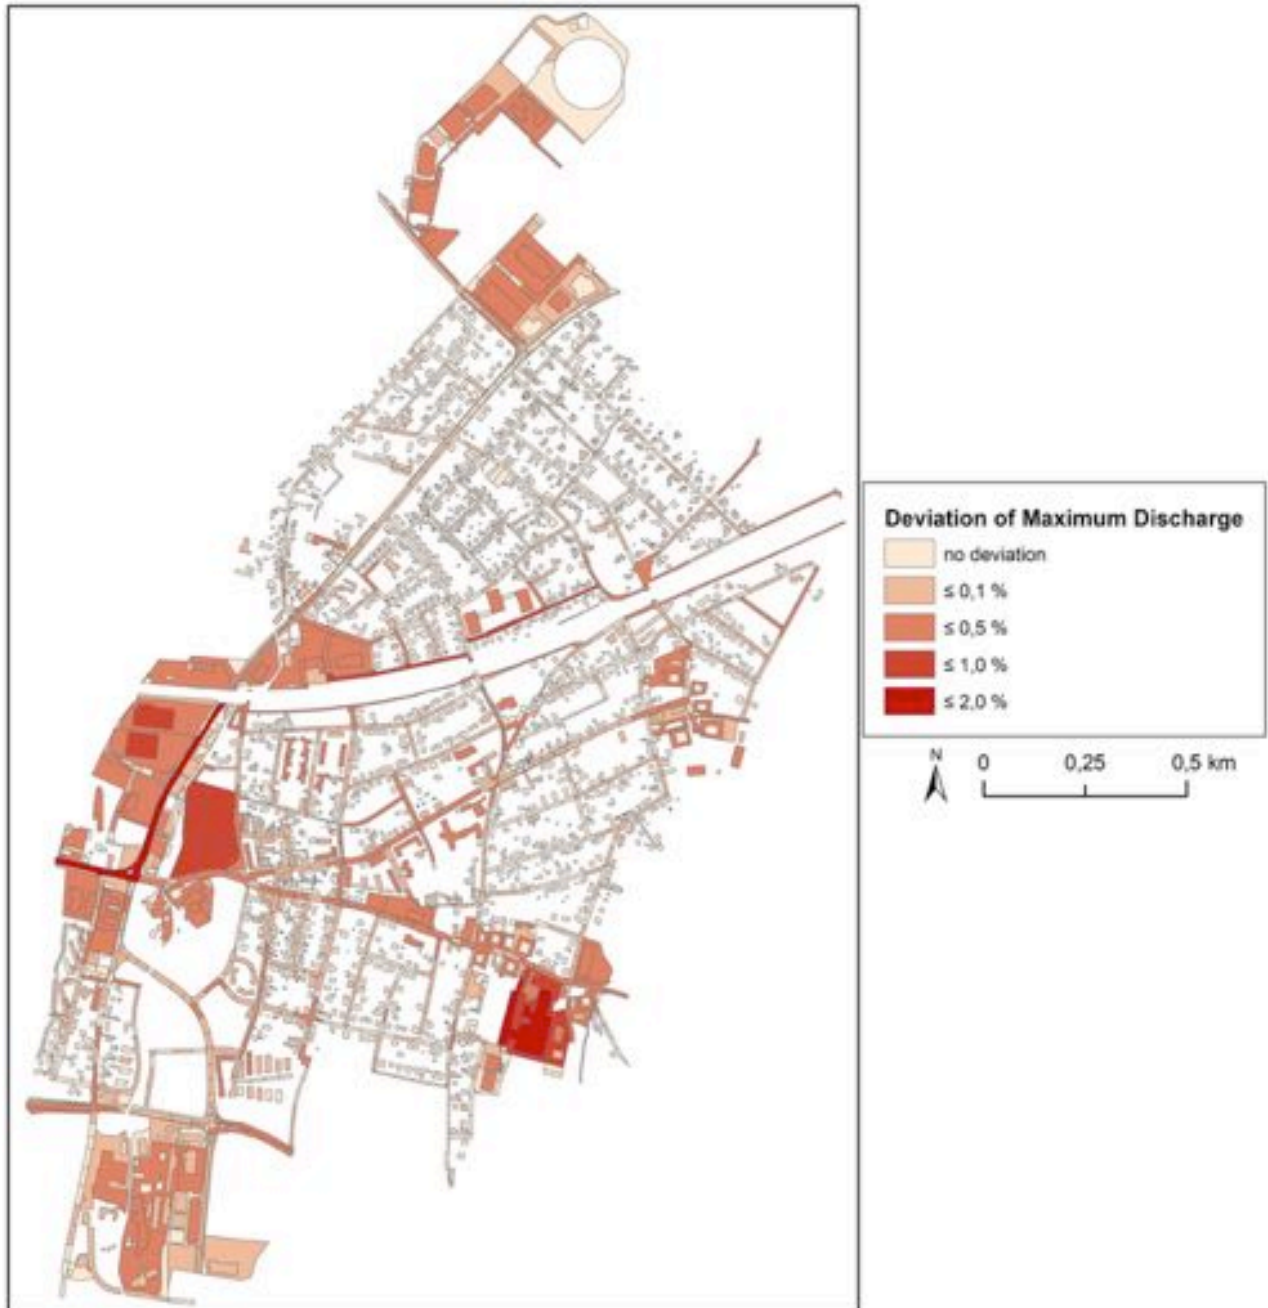 Deviation of Maximum Discharge
no deviation
≤ 0,1 %
≤ 0,5 %
≤ 1,0 %
≤ 2,0 %
N
0 0,25 0,5 km